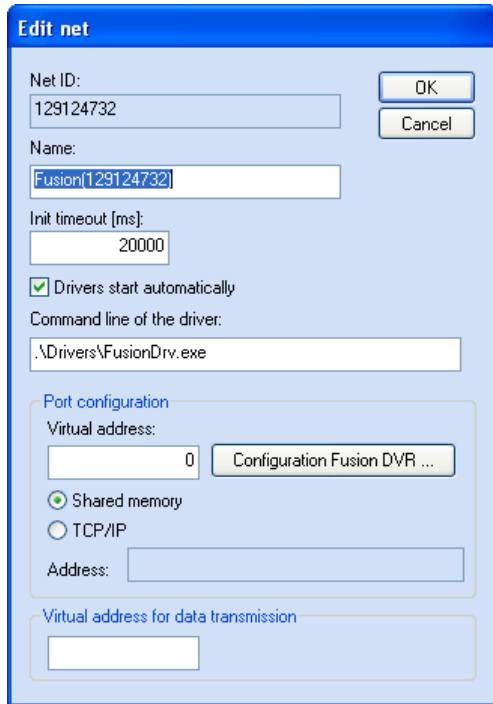 Edit net
Net ID:
OK
129124732
Cancel
Name:
Fusion(129124732)
Init timeout [ms]:
20000
Drivers start automatically
Command line of the driver:
.\Drivers\FusionDrv.exe
Port configuration
Virtual address:
0
Configuration Fusion DVR ...
Shared memory
TCP/IP
Address:
Virtual address for data transmission